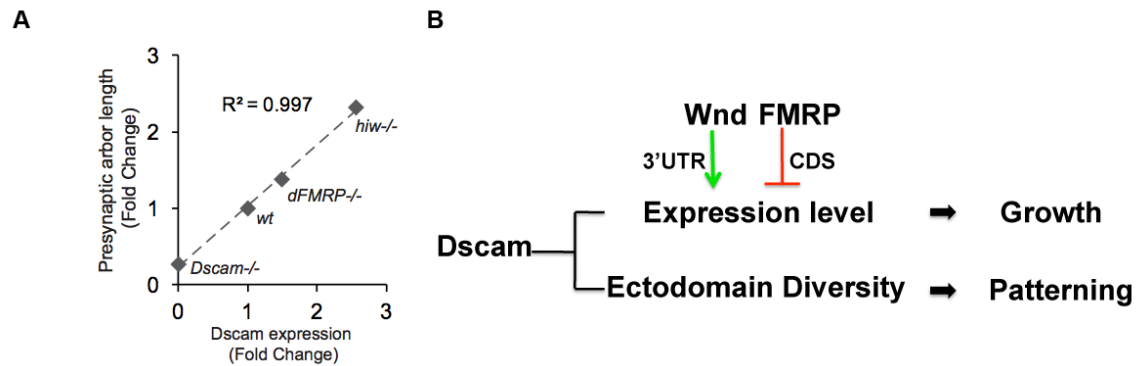 A
B
Presynaptic arbor length
(Fold Change)
3
2
1
0
R² = 0.997
hiw-/-
dFMRP-/-
wt
Dscam-/-
0 1 2 3
Dscam expression
(Fold Change)
Wnd FMRP
3'UTR CDS
Expression level Growth
Dscam
Ectodomain Diversity Patterning